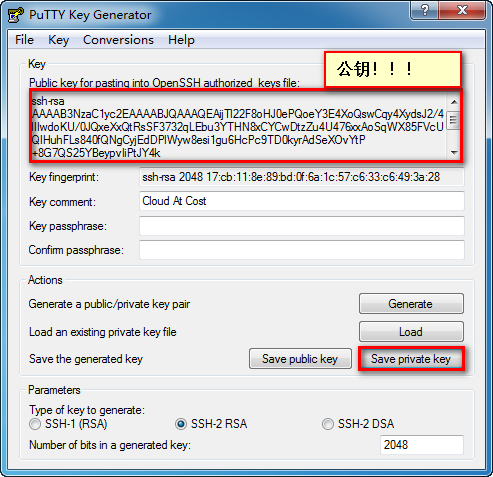 PuTTY Key Generator
File Key Conversions Help
公钥！！！
Key
Public key for pasting into OpenSSH authorized_keys file:
ssh-rsa
AAAAB3NzaC1yc2EAAAABJQAAAQEAijTl22F8oHJ0ePQoeY3E4XoQswCqy4XydsJ2/4
IIIwdoKU/0JQxeXxQtRsSF3732qLEbu3YTHN8xCYCwDtzZu4U476xxAoSqWX85FVcU
QIHuhFLs840fQNgCyjEdDPIWyw8esi1gu6HcPc9TD0kyrAdSeXOvYtP
+8G7QS25YBeypvIiPtJY4k
Key fingerprint: ssh-rsa 2048 17:cb:11:8e:89:bd:0f:6a:1c:57:c6:33:c6:49:3a:28
Key comment: Cloud At Cost
Key passphrase:
Confirm passphrase:
Actions
Generate a public/private key pair Generate
Load an existing private key file Load
Save the generated key Save public key Save private key
Parameters
Type of key to generate:
SSH-1 (RSA) SSH-2 RSA SSH-2 DSA
Number of bits in a generated key: 2048